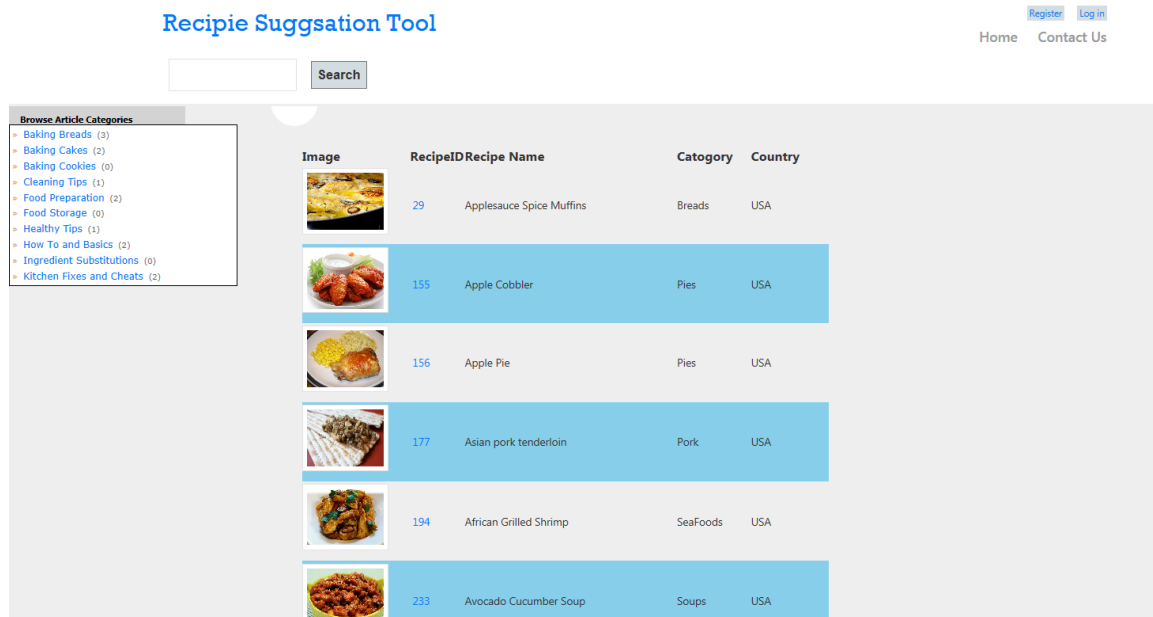 Recipie Suggsation Tool
Register Log in
Home Contact Us
Search
Browse Article Categories
» Baking Breads (3)
» Baking Cakes (2)
» Baking Cookies (0)
» Cleaning Tips (1)
» Food Preparation (2)
» Food Storage (0)
» Healthy Tips (1)
» How To and Basics (2)
» Ingredient Substitutions (0)
» Kitchen Fixes and Cheats (2)
Image RecipeID Recipe Name Catogory Country
29 Applesauce Spice Muffins Breads USA
155 Apple Cobbler Pies USA
156 Apple Pie Pies USA
177 Asian pork tenderloin Pork USA
194 African Grilled Shrimp SeaFoods USA
233 Avocado Cucumber Soup Soups USA